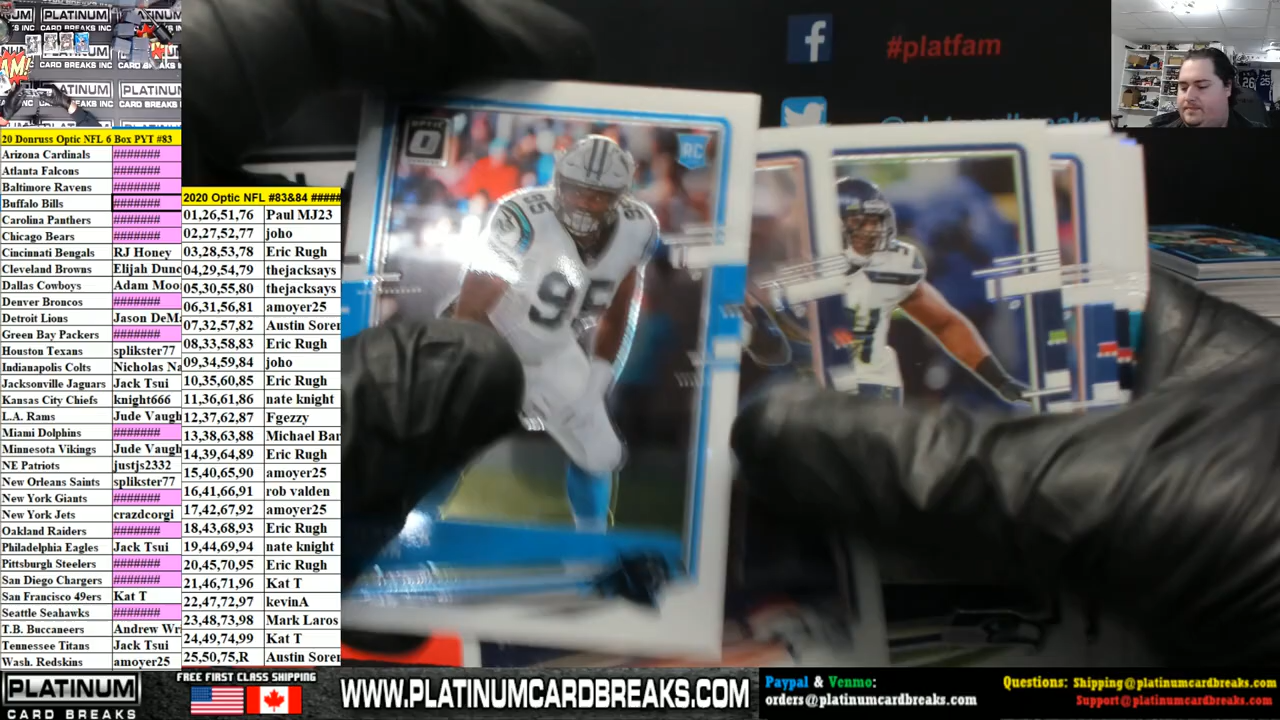 PLATINUM
CARD BREAKS INC
20 Donruss Optic NFL 6 Box PYT #83
Arizona Cardinals #######
Atlanta Falcons #######
Baltimore Ravens #######
Buffalo Bills #######
Carolina Panthers #######
Chicago Bears #######
Cincinnati Bengals RJ Honey
Cleveland Browns Elijah Dunc
Dallas Cowboys Adam Moo
Denver Broncos #######
Detroit Lions Jason DeM
Green Bay Packers #######
Houston Texans splikster77
Indianapolis Colts Nicholas Na
Jacksonville Jaguars Jack Tsui
Kansas City Chiefs knight666
L.A. Rams Jude Vaugh
Miami Dolphins #######
Minnesota Vikings Jude Vaugh
NE Patriots justjs2332
New Orleans Saints splikster77
New York Giants #######
New York Jets crazdcorgi
Oakland Raiders #######
Philadelphia Eagles Jack Tsui
Pittsburgh Steelers #######
San Diego Chargers #######
San Francisco 49ers Kat T
Seattle Seahawks #######
T.B. Buccaneers Andrew Wr
Tennessee Titans Jack Tsui
Wash. Redskins amoyer25
2020 Optic NFL #83&84 #####
01,26,51,76 Paul MJ23
02,27,52,77 joho
03,28,53,78 Eric Rugh
04,29,54,79 thejacksays
05,30,55,80 thejacksays
06,31,56,81 amoyer25
07,32,57,82 Austin Soren
08,33,58,83 Eric Rugh
09,34,59,84 joho
10,35,60,85 Eric Rugh
11,36,61,86 nate knight
12,37,62,87 Fgezzy
13,38,63,88 Michael Bar
14,39,64,89 Eric Rugh
15,40,65,90 amoyer25
16,41,66,91 rob valden
17,42,67,92 amoyer25
18,43,68,93 Eric Rugh
19,44,69,94 nate knight
20,45,70,95 Eric Rugh
21,46,71,96 Kat T
22,47,72,97 kevinA
23,48,73,98 Mark Laros
24,49,74,99 Kat T
25,50,75,R Austin Soren
#platfam
OPTIC
RC
95
26
PLATINUM
CARD BREAKS
FREE FIRST CLASS SHIPPING
WWW.PLATINUMCARDBREAKS.COM
Paypal & Venmo:
orders@platinumcardbreaks.com
Questions: Shipping@platinumcardbreaks.com
Support@platinumcardbreaks.com